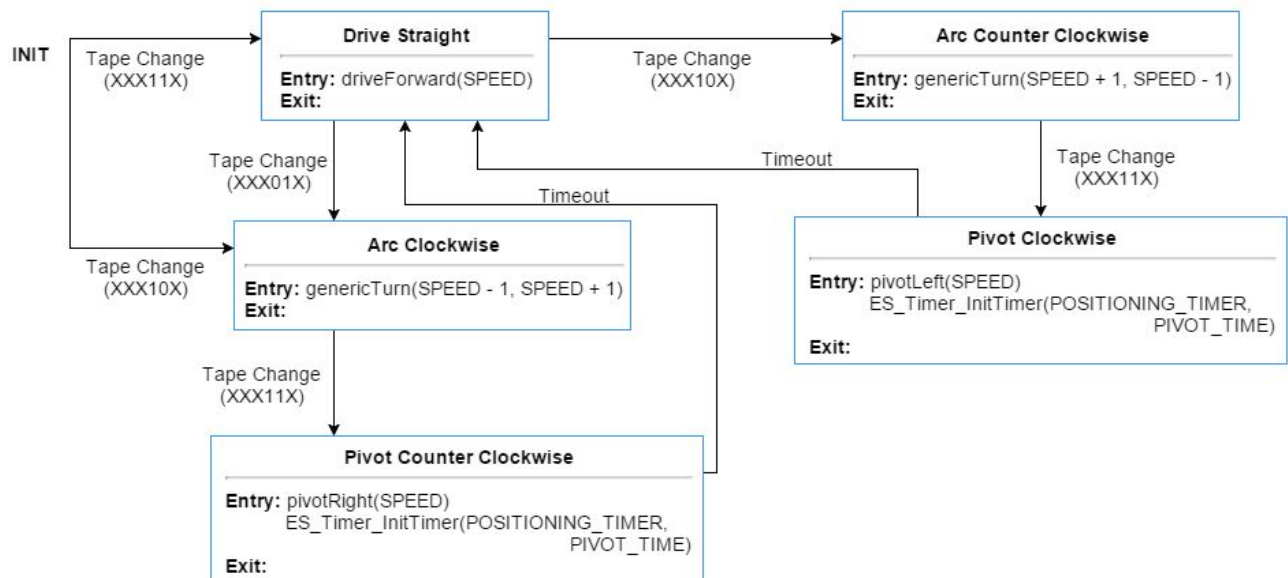 INIT
Tape Change
(XXX11X)
Drive Straight
Entry: driveForward(SPEED)
Exit:
Tape Change
(XXX10X)
Arc Counter Clockwise
Entry: genericTurn(SPEED + 1, SPEED - 1)
Exit:
Tape Change
(XXX01X)
Timeout
Timeout
Tape Change
(XXX11X)
Tape Change
(XXX10X)
Arc Clockwise
Entry: genericTurn(SPEED - 1, SPEED + 1)
Exit:
Pivot Clockwise
Entry: pivotLeft(SPEED)
ES_Timer_InitTimer(POSITIONING_TIMER,
PIVOT_TIME)
Exit:
Tape Change
(XXX11X)
Pivot Counter Clockwise
Entry: pivotRight(SPEED)
ES_Timer_InitTimer(POSITIONING_TIMER,
PIVOT_TIME)
Exit: